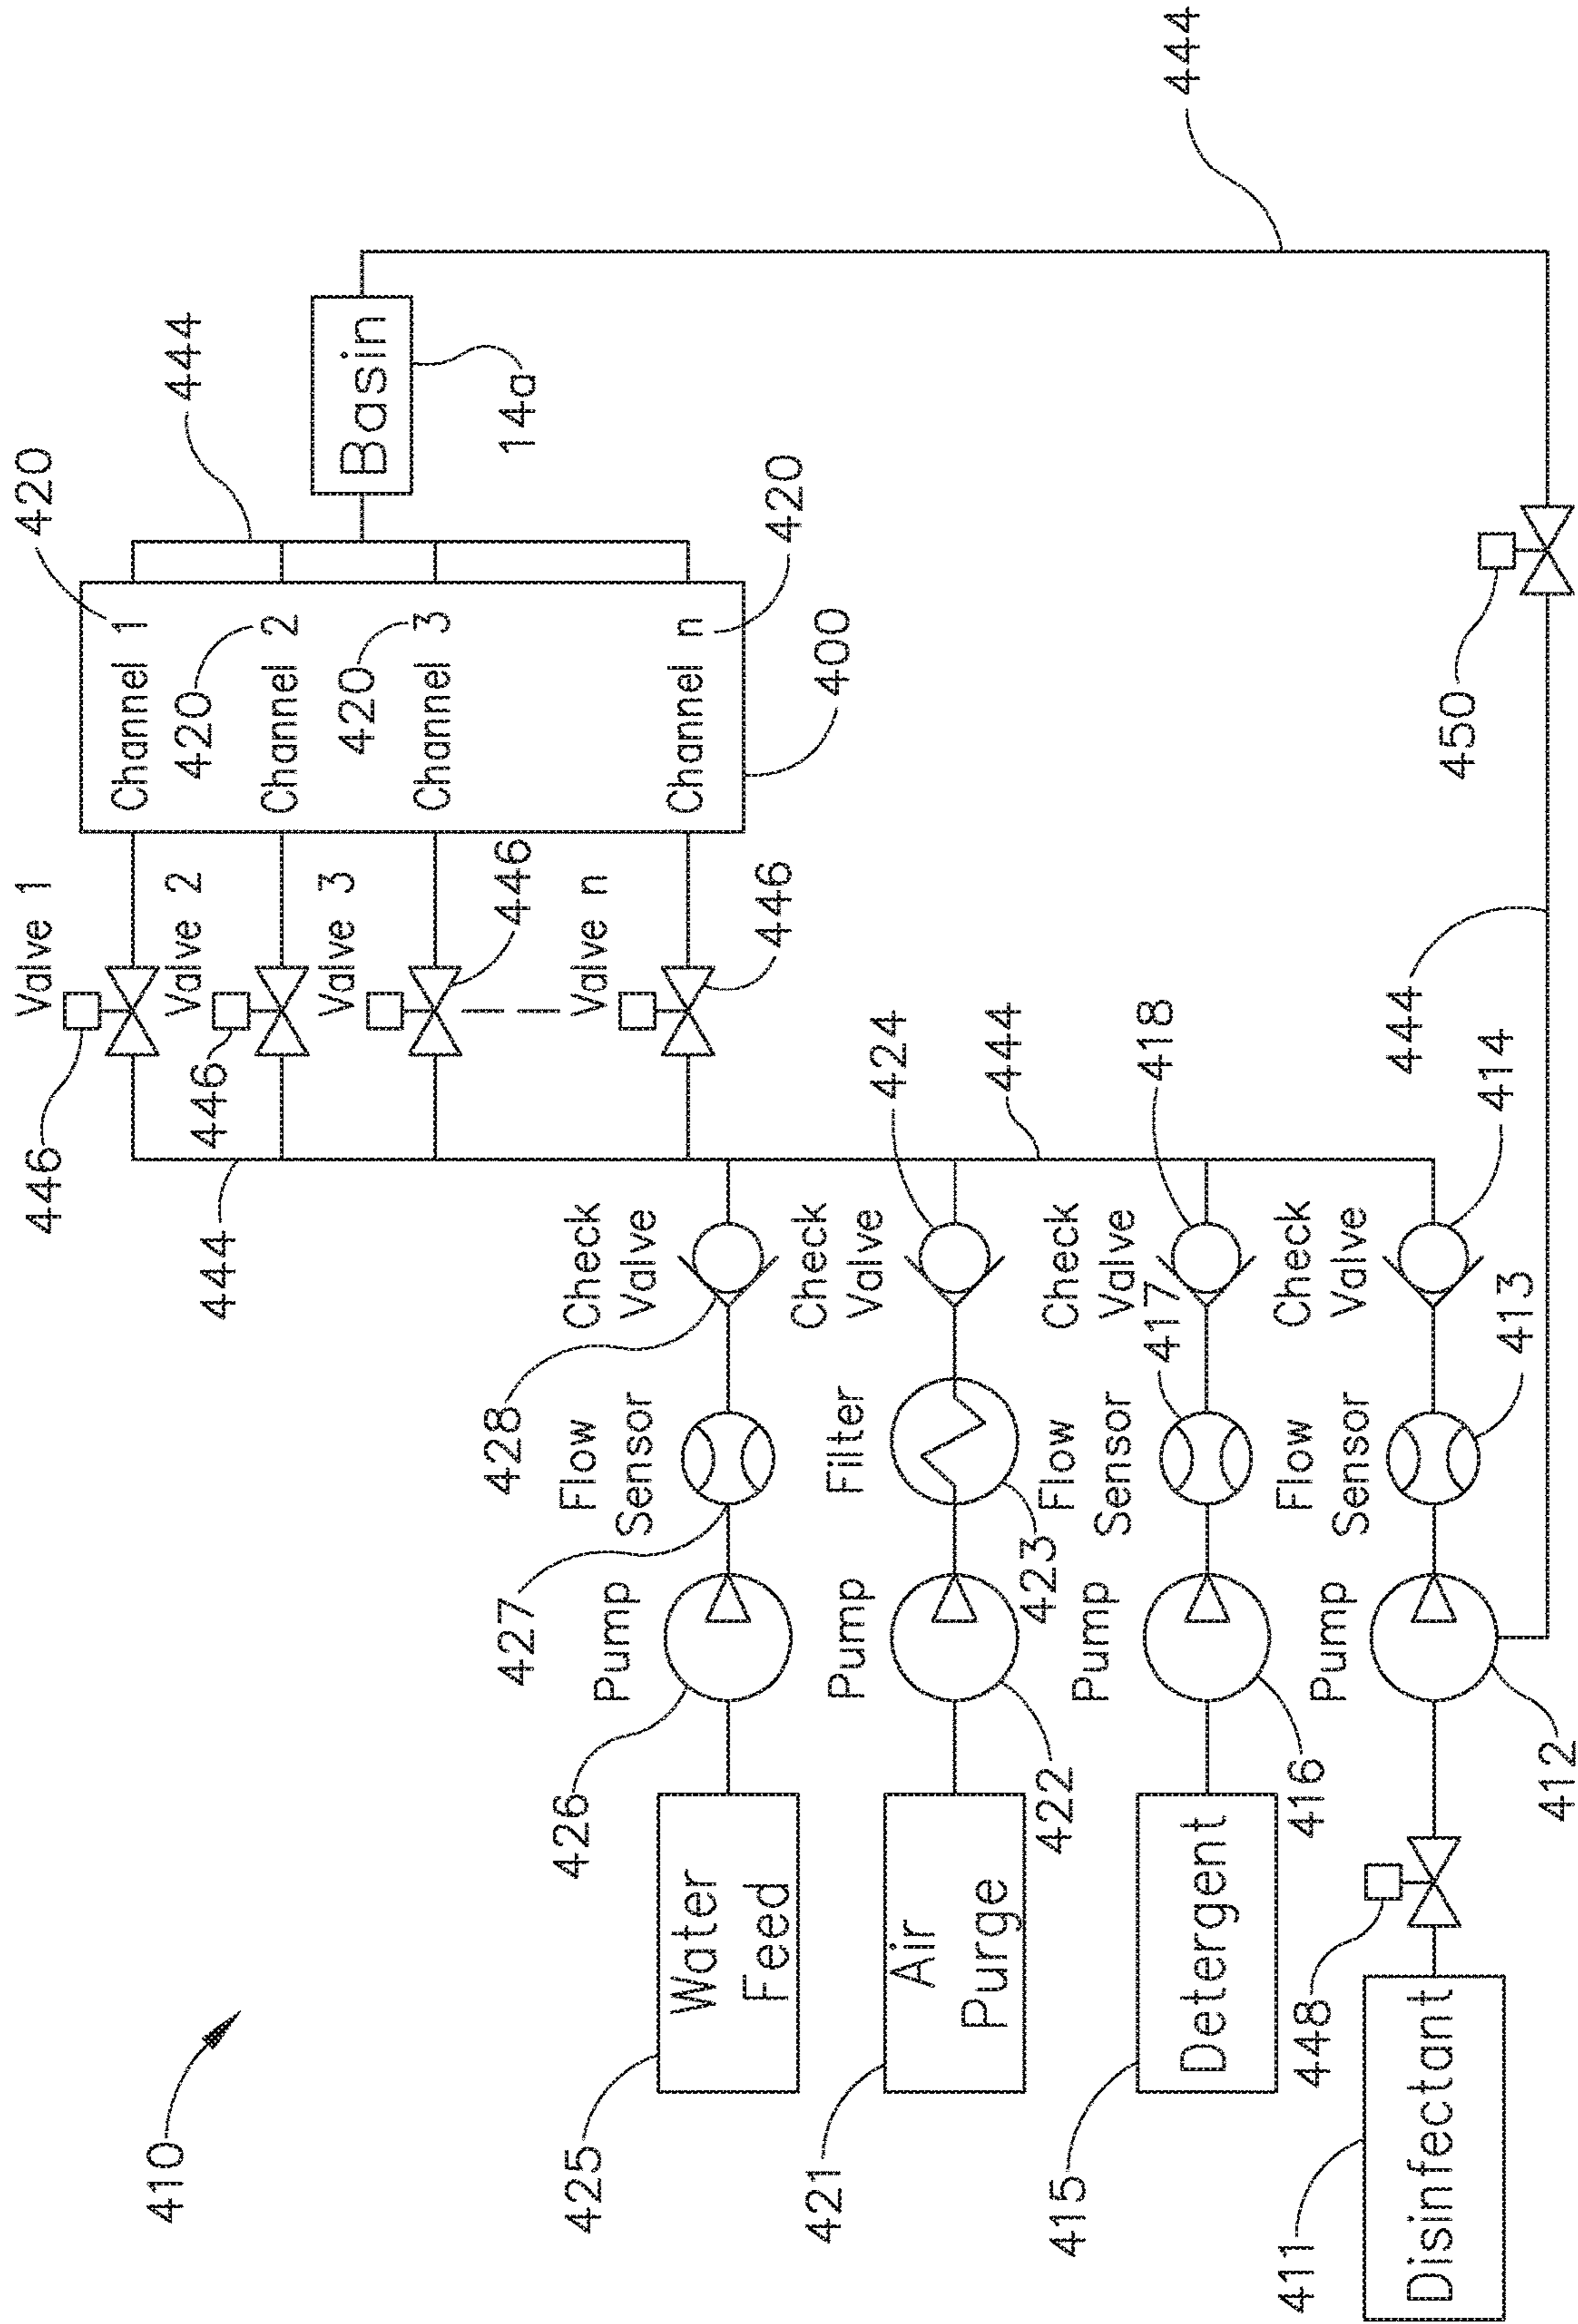 410
Valve 1
446
Valve 2
446
Valve 3
446
Valve n
446
444
Channel 1
420
Channel 2
420
Channel 3
420
Channel n
420
400
444
Basin
14a
444
425
Water
Feed
426
Pump
427
Flow
Sensor
428
Check
Valve
421
Air
Purge
422
Pump
423
Filter
Check
Valve
424
444
415
Detergent
416
Pump
Flow
Sensor
417
Check
Valve
418
411
Disinfectant
448
412
Pump
Flow
Sensor
413
Check
Valve
414
444
450